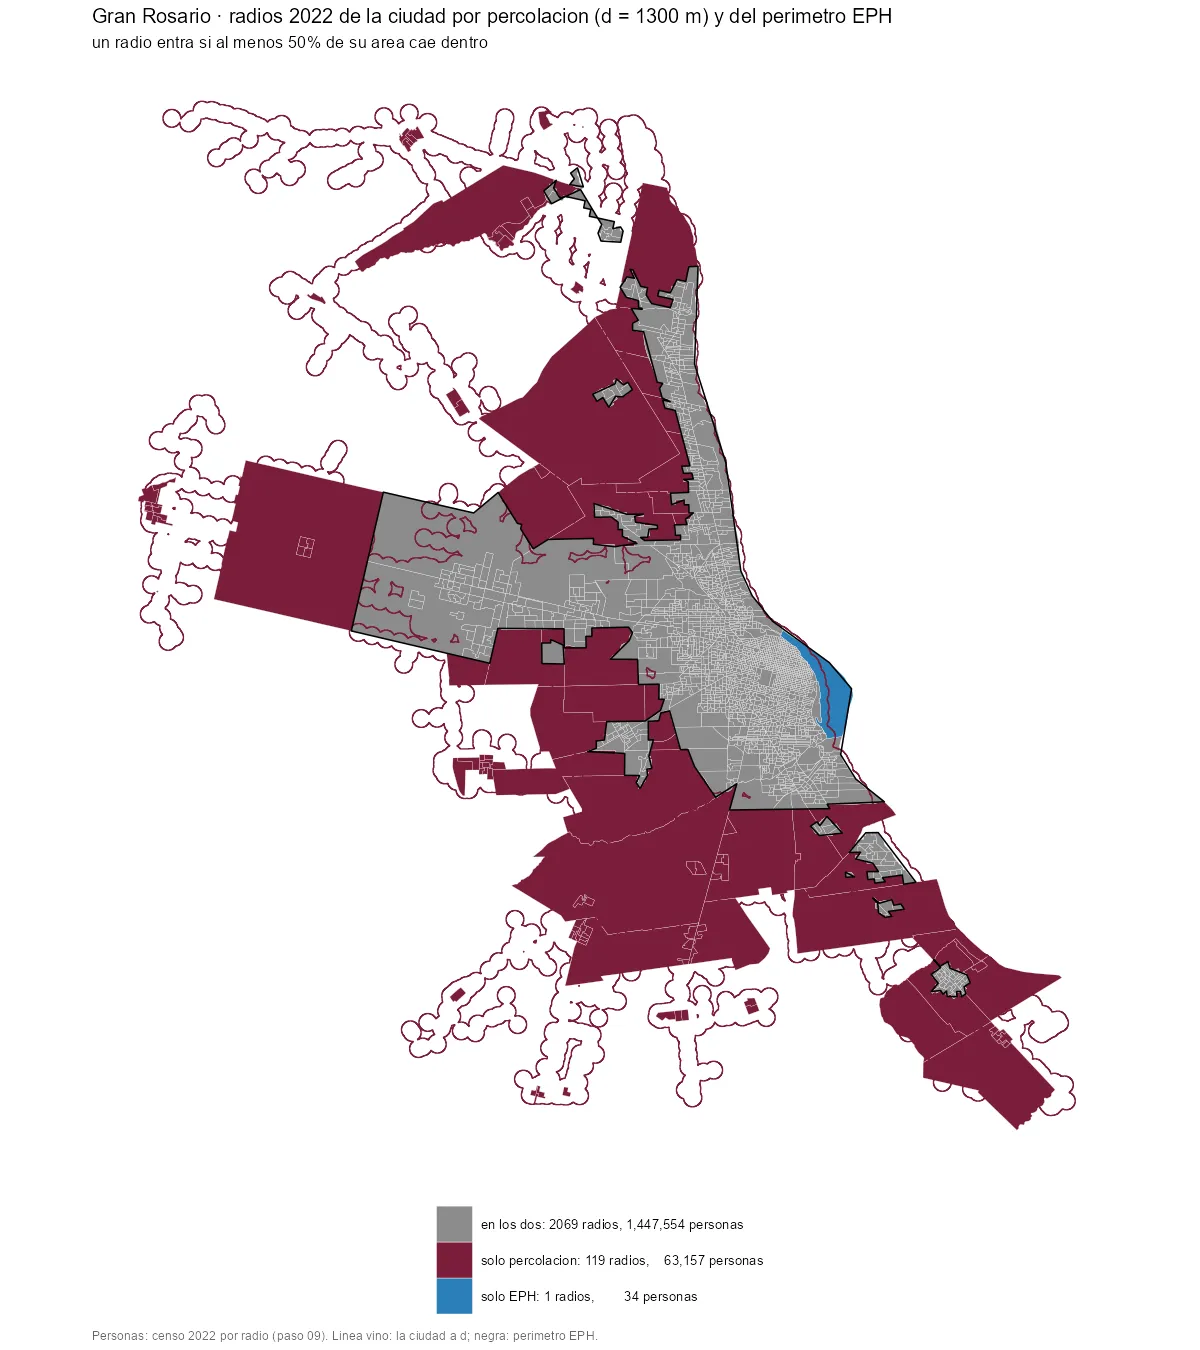 Gran Rosario · radios 2022 de la ciudad por percolacion (d = 1300 m) y del perimetro EPH
un radio entra si al menos 50% de su area cae dentro
en los dos: 2069 radios, 1,447,554 personas
solo percolacion: 119 radios, 63,157 personas
solo EPH: 1 radios, 34 personas
Personas: censo 2022 por radio (paso 09). Linea vino: la ciudad a d; negra: perimetro EPH.